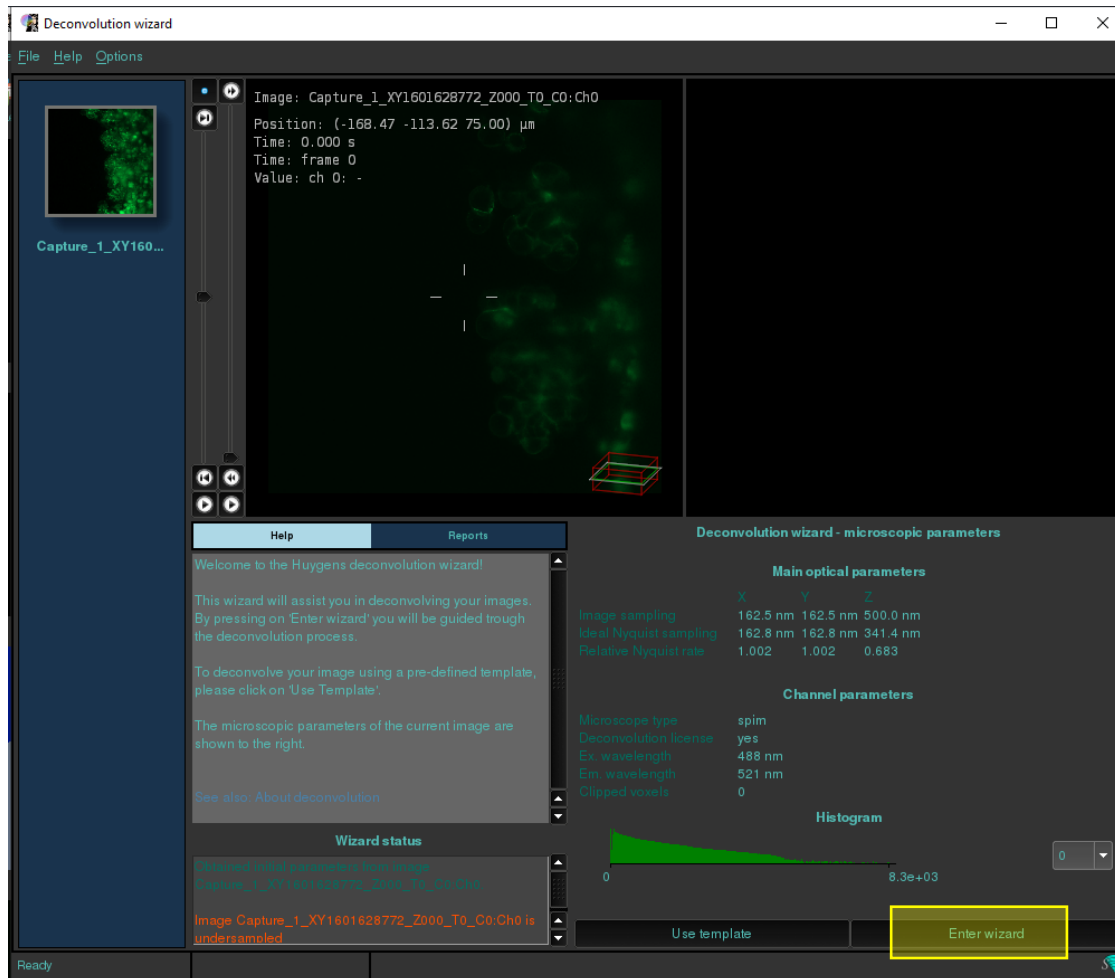 Deconvolution wizard
File Help Options
Image: Capture_1_XY1601628772_Z000_T0_C0:Ch0
Position: (-168.47 -113.62 75.00) µm
Time: 0.000 s
Time: frame 0
Value: ch 0: -
Capture_1_XY160...
Help Reports
Welcome to the Huygens deconvolution wizard!
This wizard will assist you in deconvolving your images.
By pressing on 'Enter wizard' you will be guided trough
the deconvolution process.
To deconvolve your image using a pre-defined template,
please click on 'Use Template'.
The microscopic parameters of the current image are
shown to the right.
See also: About deconvolution
Wizard status
Obtained initial parameters from image
Capture_1_XY1601628772_Z000_T0_C0:Ch0.
Image Capture_1_XY1601628772_Z000_T0_C0:Ch0 is
undersampled
Deconvolution wizard - microscopic parameters
Main optical parameters
X Y Z
Image sampling 162.5 nm 162.5 nm 500.0 nm
Ideal Nyquist sampling 162.8 nm 162.8 nm 341.4 nm
Relative Nyquist rate 1.002 1.002 0.683
Channel parameters
Microscope type spim
Deconvolution license yes
Ex. wavelength 488 nm
Em. wavelength 521 nm
Clipped voxels 0
Histogram
0 8.3e+03
0
Use template Enter wizard
Ready